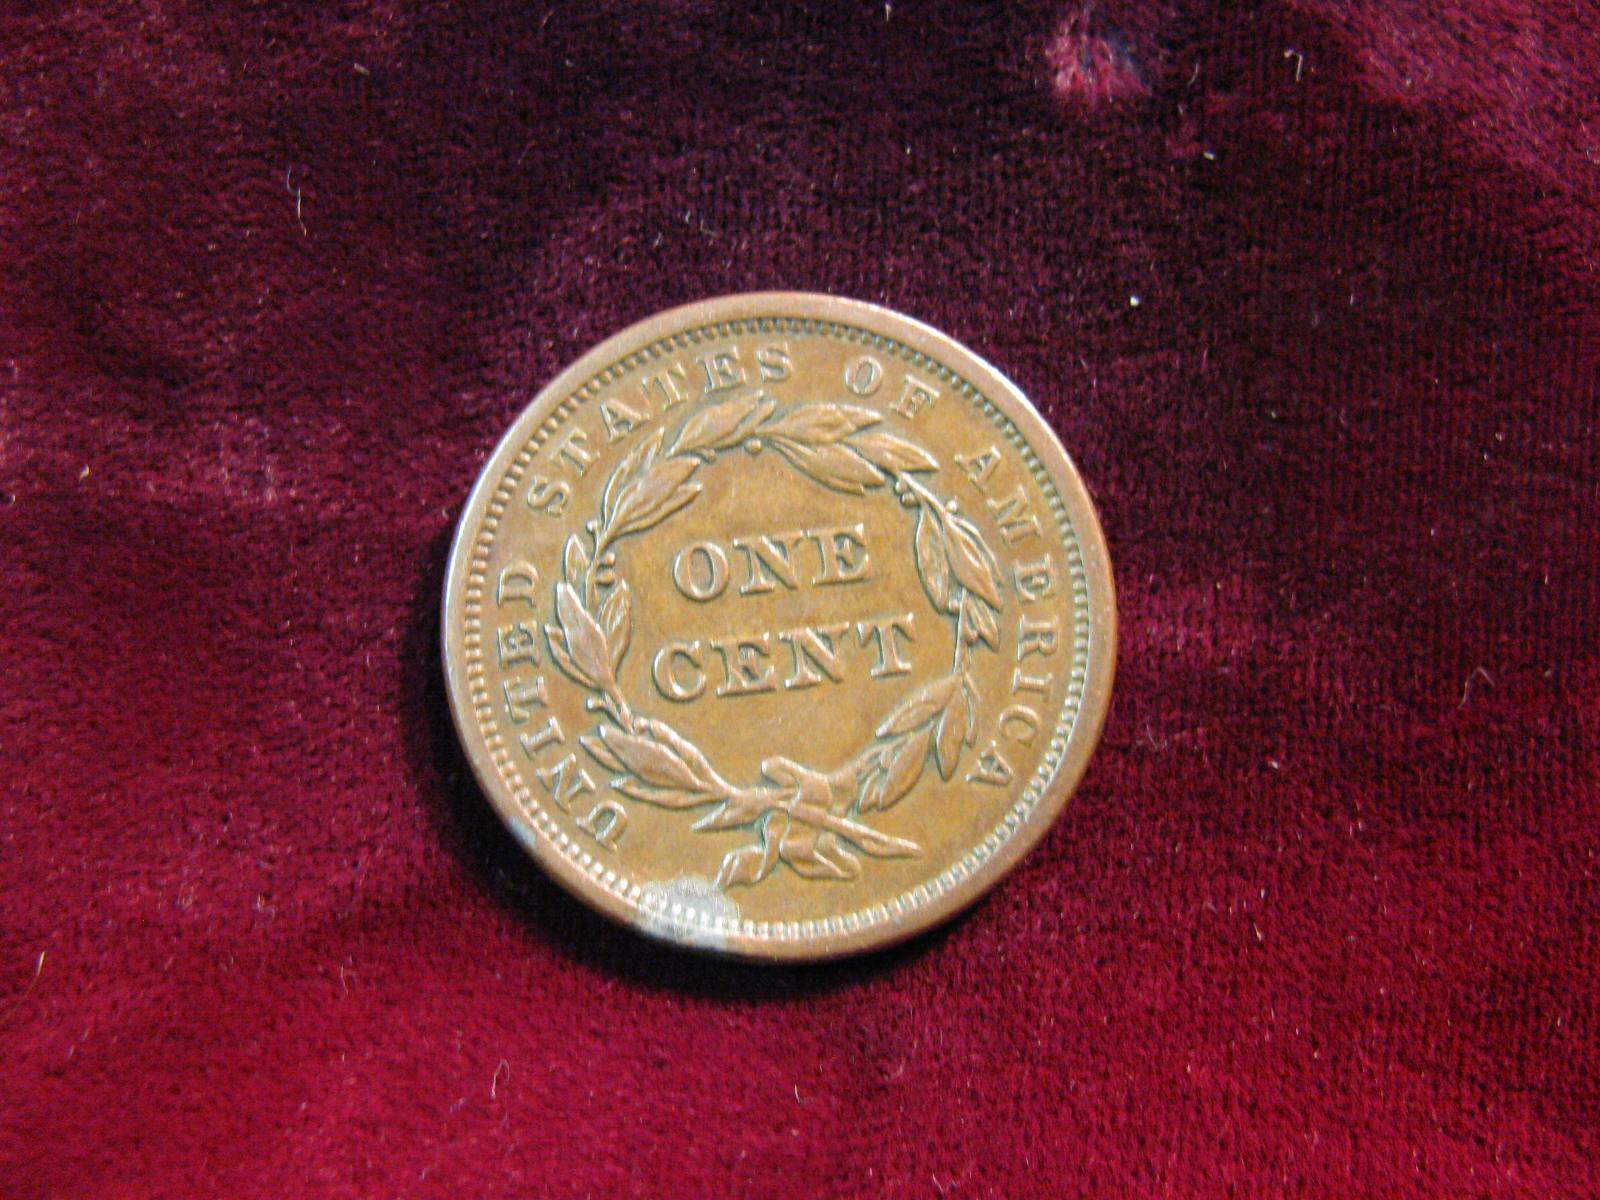 UNITED STATES OF AMERICA
ONE
CENT